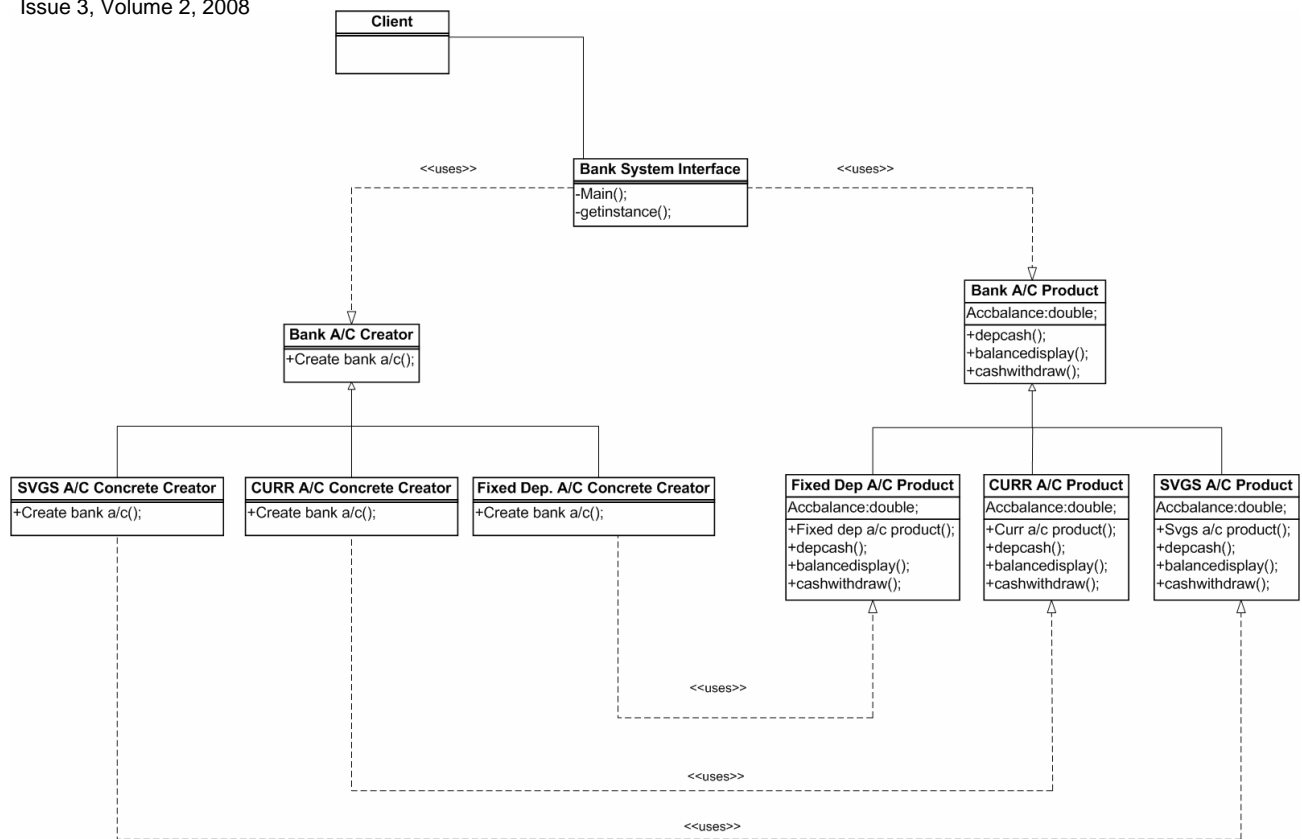 Issue 3, Volume 2, 2008
Client
<<uses>>
<<uses>>
Bank System Interface
-Main();
-getinstance();
Bank A/C Product
Accbalance:double;
+depcash();
+balancedisplay();
+cashwithdraw();
Bank A/C Creator
+Create bank a/c();
SVGS A/C Concrete Creator
+Create bank a/c();
CURR A/C Concrete Creator
+Create bank a/c();
Fixed Dep. A/C Concrete Creator
+Create bank a/c();
Fixed Dep A/C Product
Accbalance:double;
+Fixed dep a/c product();
+depcash();
+balancedisplay();
+cashwithdraw();
CURR A/C Product
Accbalance:double;
+Curr a/c product();
+depcash();
+balancedisplay();
+cashwithdraw();
SVGS A/C Product
Accbalance:double;
+Svgs a/c product();
+depcash();
+balancedisplay();
+cashwithdraw();
<<uses>>
<<uses>>
<<uses>>